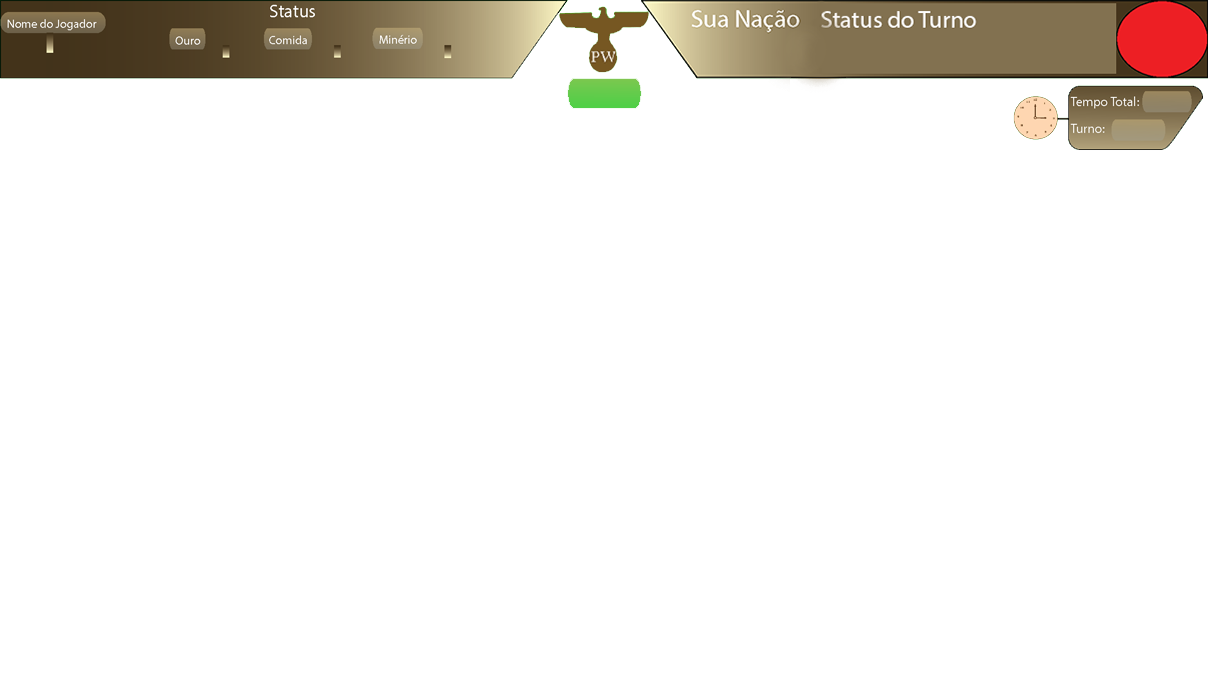 Status
Nome do Jogador
Ouro
Comida
Minério
PW
Sua Nação
Status do Turno
Tempo Total:
Turno: